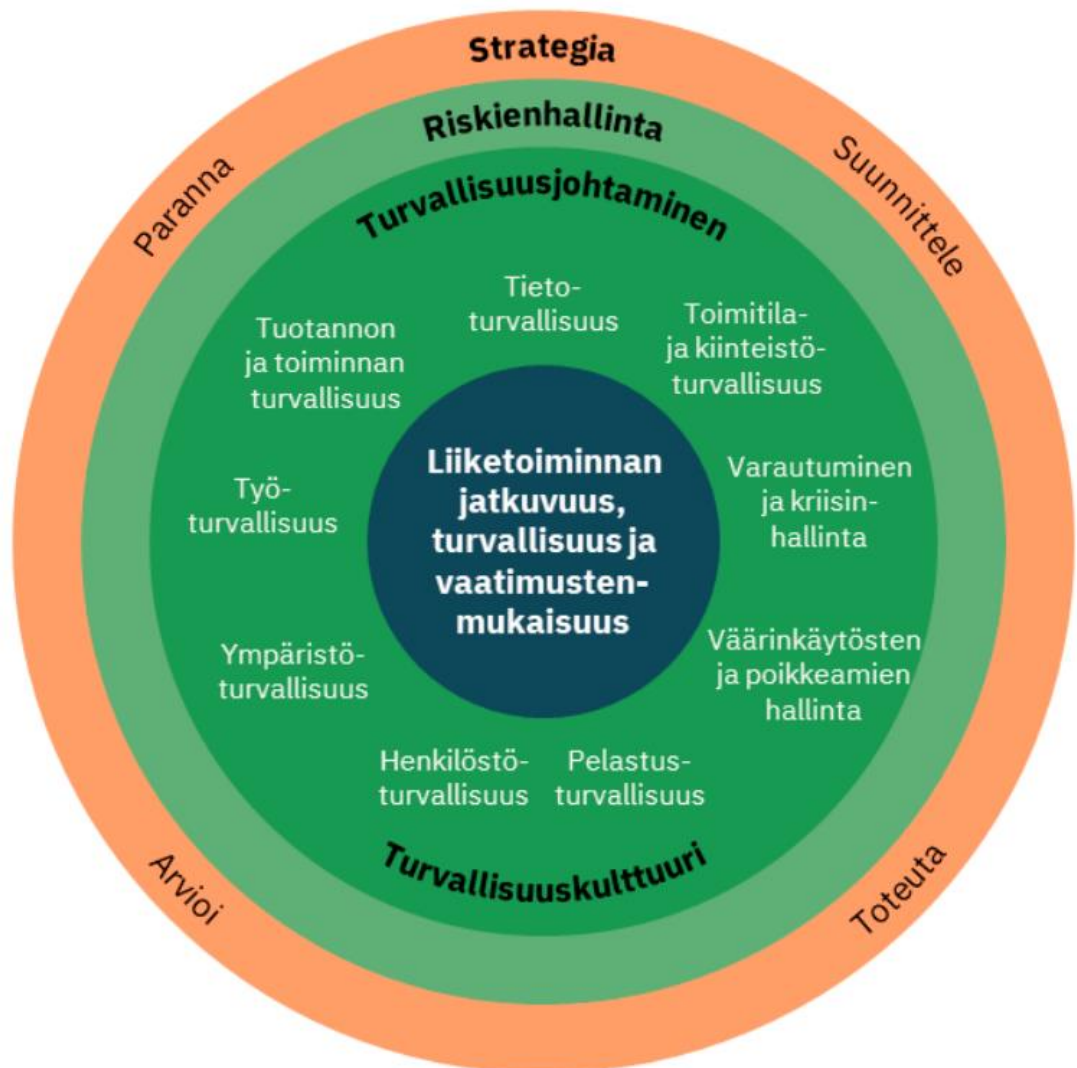 Strategia
Riskienhallinta
Turvallisuusjohtaminen
Paranna
Suunnittele
Tieto-
turvallisuus
Toimitila-
ja kiinteistö-
turvallisuus
Tuotannon
ja toiminnan
turvallisuus
Liiketoiminnan
jatkuvuus,
turvallisuus ja
vaatimusten-
mukaisuus
Varautuminen
ja kriisin-
hallinta
Työ-
turvallisuus
Väärinkäytösten
ja poikkeamien
hallinta
Ympäristö-
turvallisuus
Henkilöstö-
turvallisuus
Pelastus-
turvallisuus
Turvallisuuskulttuuri
Arvioi
Toteuta